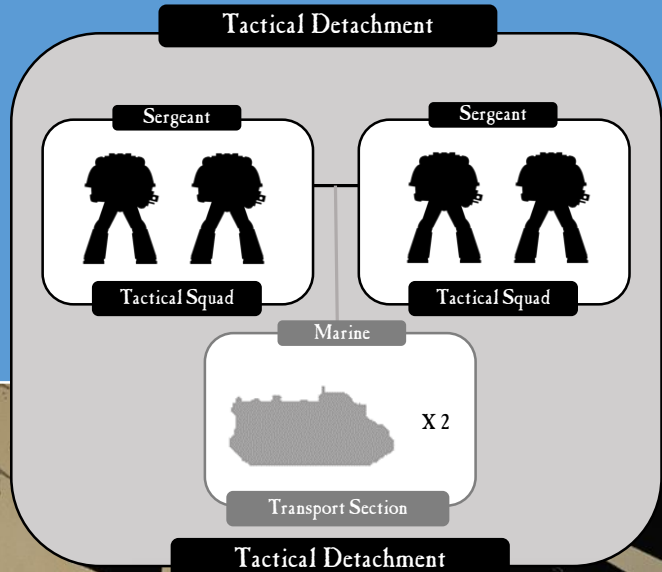 Tactical Detachment
Sergeant
Sergeant
Tactical Squad
Tactical Squad
Marine
X 2
Transport Section
Tactical Detachment